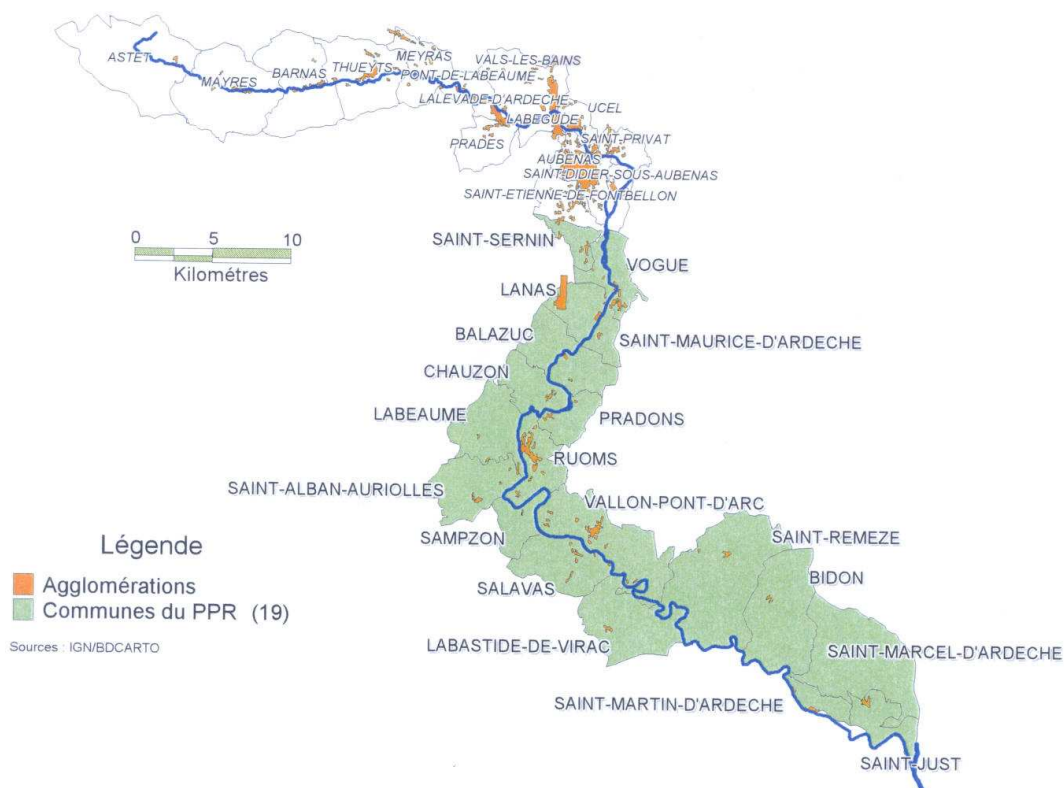 ASTET
MAYRES
BARNAS
THUEYTS
MEYRAS
PONT-DE-LABEAUME
VALS-LES-BAINS
LALEVADE-D'ARDECHE
UCEL
LABEGUDE
PRADES
SAINT-PRIVAT
AUBENAS
SAINT-DIDIER-SOUS-AUBENAS
SAINT-ETIENNE-DE-FONTBELLON
0 5 10
Kilométres
SAINT-SERNIN
VOGUE
LANAS
BALAZUC
SAINT-MAURICE-D'ARDECHE
CHAUZON
LABEAUME
PRADONS
RUOMS
SAINT-ALBAN-AURIOLLES
VALLON-PONT-D'ARC
SAMPZON
SAINT-REMEZE
BIDON
SALAVAS
LABASTIDE-DE-VIRAC
SAINT-MARCEL-D'ARDECHE
SAINT-MARTIN-D'ARDECHE
SAINT-JUST
Légende
Agglomérations
Communes du PPR (19)
Sources : IGN/BDCARTO